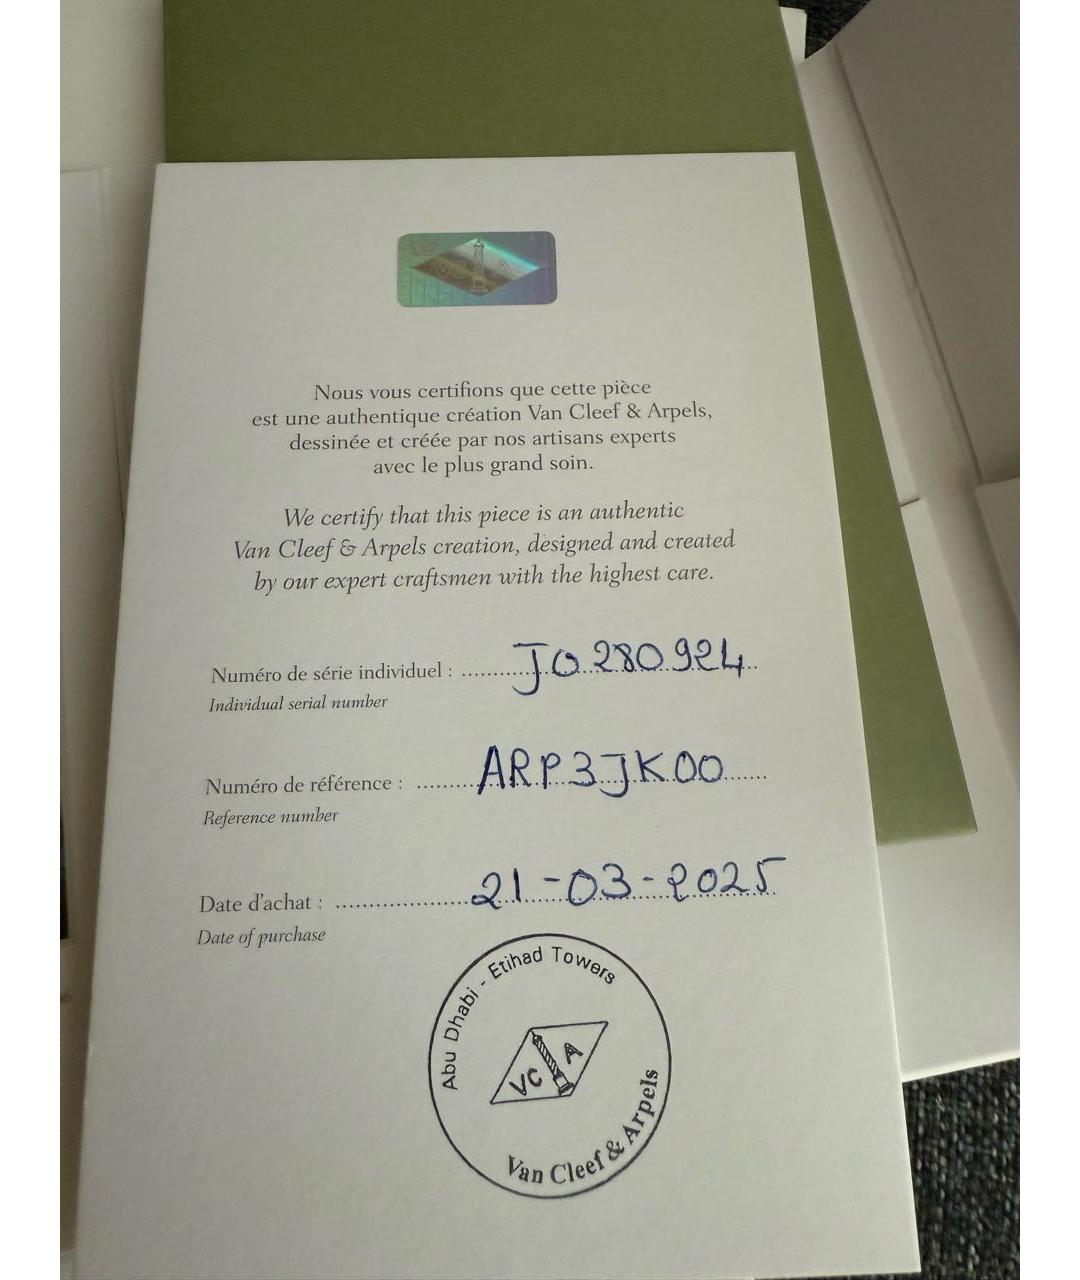 VCA
Nous vous certifions que cette pièce
est une authentique création Van Cleef & Arpels,
dessinée et créée par nos artisans experts
avec le plus grand soin.
We certify that this piece is an authentic
Van Cleef & Arpels creation, designed and created
by our expert craftsmen with the highest care.
Numéro de série individuel : JO280924
Individual serial number
Numéro de référence : ARP3JK00
Reference number
Date d'achat : 21-03-2025
Date of purchase
Abu Dhabi - Etihad Towers
VC A
Van Cleef & Arpels